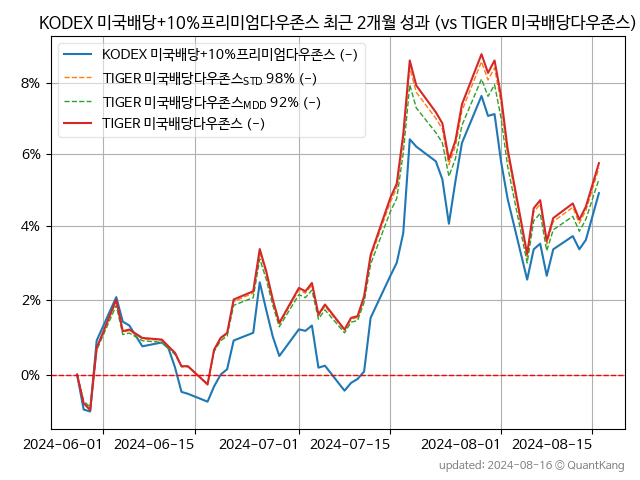 KODEX 미국배당+10%프리미엄다우존스 최근 2개월 성과 (vs TIGER 미국배당다우존스)
KODEX 미국배당+10%프리미엄다우존스 (-)
TIGER 미국배당다우존스STD 98% (-)
TIGER 미국배당다우존스MDD 92% (-)
TIGER 미국배당다우존스 (-)
8%
6%
4%
2%
0%
2024-06-01 2024-06-15 2024-07-01 2024-07-15 2024-08-01 2024-08-15
updated: 2024-08-16 © QuantKang